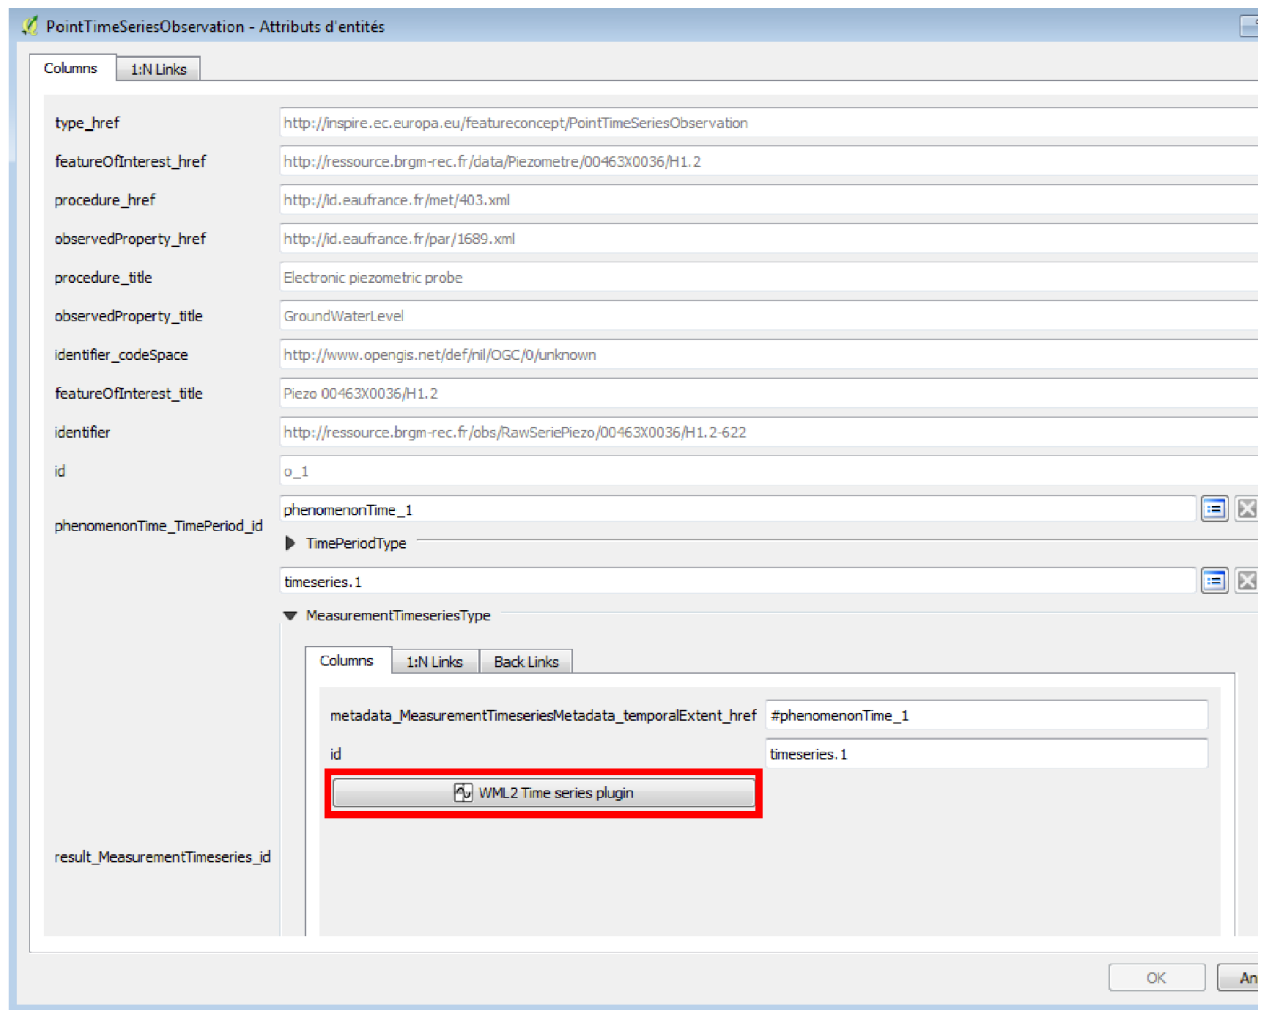 PointTimeSeriesObservation - Attributs d'entités
Columns 1:N Links
type_href http://inspire.ec.europa.eu/featureconcept/PointTimeSeriesObservation
featureOfInterest_href http://ressource.brgm-rec.fr/data/Piezometre/00463X0036/H1.2
procedure_href http://id.eaufrance.fr/met/403.xml
observedProperty_href http://id.eaufrance.fr/par/1689.xml
procedure_title Electronic piezometric probe
observedProperty_title GroundWaterLevel
identifier_codeSpace http://www.opengis.net/def/nil/OGC/0/unknown
featureOfInterest_title Piezo 00463X0036/H1.2
identifier http://ressource.brgm-rec.fr/obs/RawSeriePiezo/00463X0036/H1.2-622
id o_1
phenomenonTime_TimePeriod_id phenomenonTime_1
TimePeriodType
timeseries.1
MeasurementTimeseriesType
Columns 1:N Links Back Links
metadata_MeasurementTimeseriesMetadata_temporalExtent_href #phenomenonTime_1
id timeseries.1
WML2 Time series plugin
result_MeasurementTimeseries_id
OK An